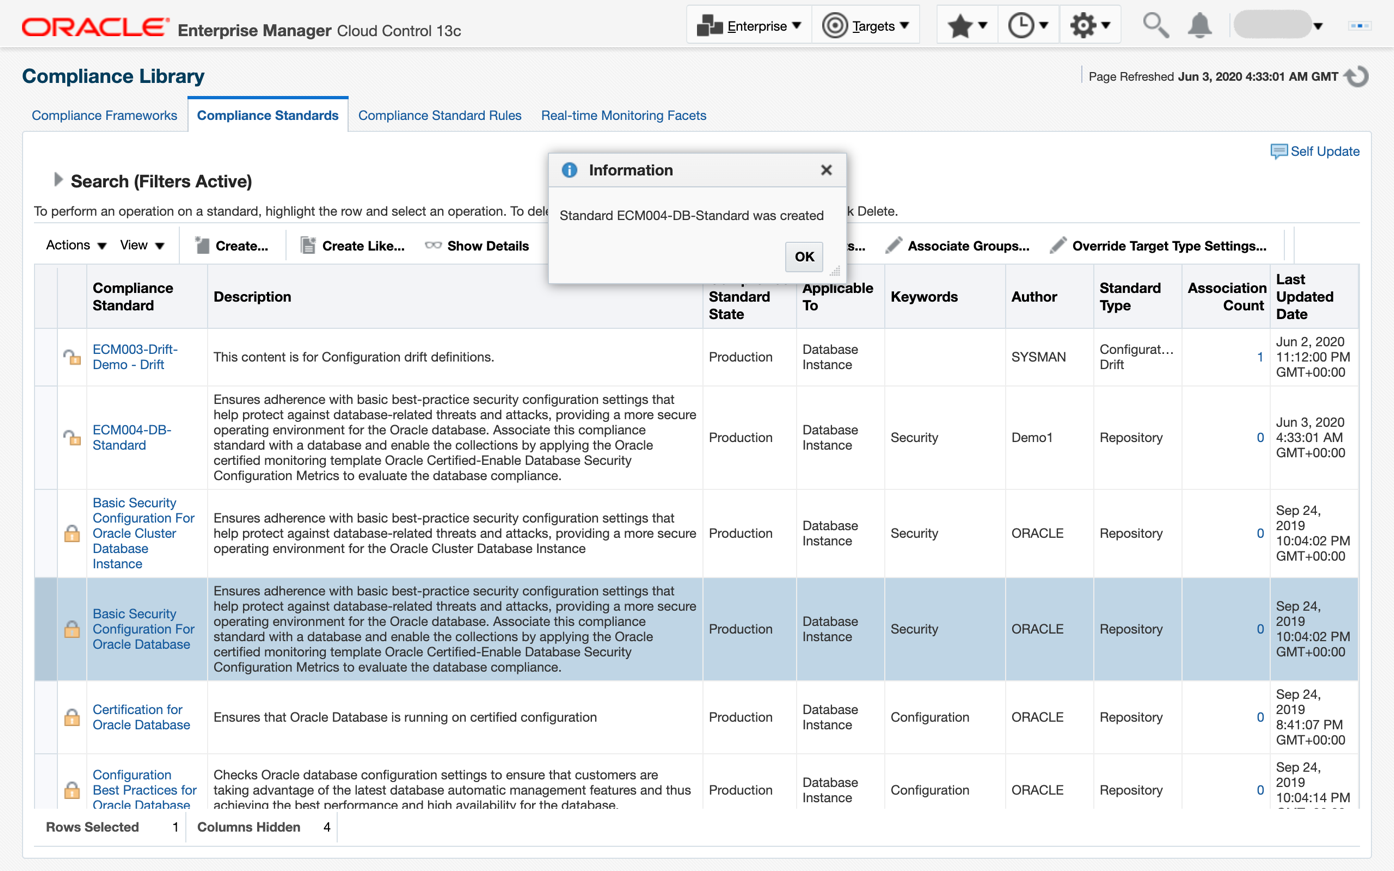 ORACLE Enterprise Manager Cloud Control 13c
Enterprise
Targets
Compliance Library
Page Refreshed Jun 3, 2020 4:33:01 AM GMT
Compliance Frameworks
Compliance Standards
Compliance Standard Rules
Real-time Monitoring Facets
Self Update
Information
Standard ECM004-DB-Standard was created
OK
Search (Filters Active)
To perform an operation on a standard, highlight the row and select an operation. To dele
k Delete.
Actions
View
Create...
Create Like...
Show Details
s...
Associate Groups...
Override Target Type Settings...
Compliance
Standard
Description
Standard
State
Applicable
To
Keywords
Author
Standard
Type
Association
Count
Last
Updated
Date
ECM003-Drift-
Demo - Drift
This content is for Configuration drift definitions.
Production
Database
Instance
SYSMAN
Configurat...
Drift
1
Jun 2, 2020
11:12:00 PM
GMT+00:00
ECM004-DB-
Standard
Ensures adherence with basic best-practice security configuration settings that
help protect against database-related threats and attacks, providing a more secure
operating environment for the Oracle database. Associate this compliance
standard with a database and enable the collections by applying the Oracle
certified monitoring template Oracle Certified-Enable Database Security
Configuration Metrics to evaluate the database compliance.
Production
Database
Instance
Security
Demo1
Repository
0
Jun 3, 2020
4:33:01 AM
GMT+00:00
Basic Security
Configuration For
Oracle Cluster
Database
Instance
Ensures adherence with basic best-practice security configuration settings that
help protect against database-related threats and attacks, providing a more secure
operating environment for the Oracle Cluster Database Instance
Production
Database
Instance
Security
ORACLE
Repository
0
Sep 24,
2019
10:04:02 PM
GMT+00:00
Basic Security
Configuration For
Oracle Database
Ensures adherence with basic best-practice security configuration settings that
help protect against database-related threats and attacks, providing a more secure
operating environment for the Oracle database. Associate this compliance
standard with a database and enable the collections by applying the Oracle
certified monitoring template Oracle Certified-Enable Database Security
Configuration Metrics to evaluate the database compliance.
Production
Database
Instance
Security
ORACLE
Repository
0
Sep 24,
2019
10:04:02 PM
GMT+00:00
Certification for
Oracle Database
Ensures that Oracle Database is running on certified configuration
Production
Database
Instance
Configuration
ORACLE
Repository
0
Sep 24,
2019
8:41:07 PM
GMT+00:00
Configuration
Best Practices for
Oracle Database
Checks Oracle database configuration settings to ensure that customers are
taking advantage of the latest database automatic management features and thus
achieving the best performance and high availability for the database.
Production
Database
Instance
Configuration
ORACLE
Repository
0
Sep 24,
2019
10:04:14 PM
Rows Selected 1
Columns Hidden 4